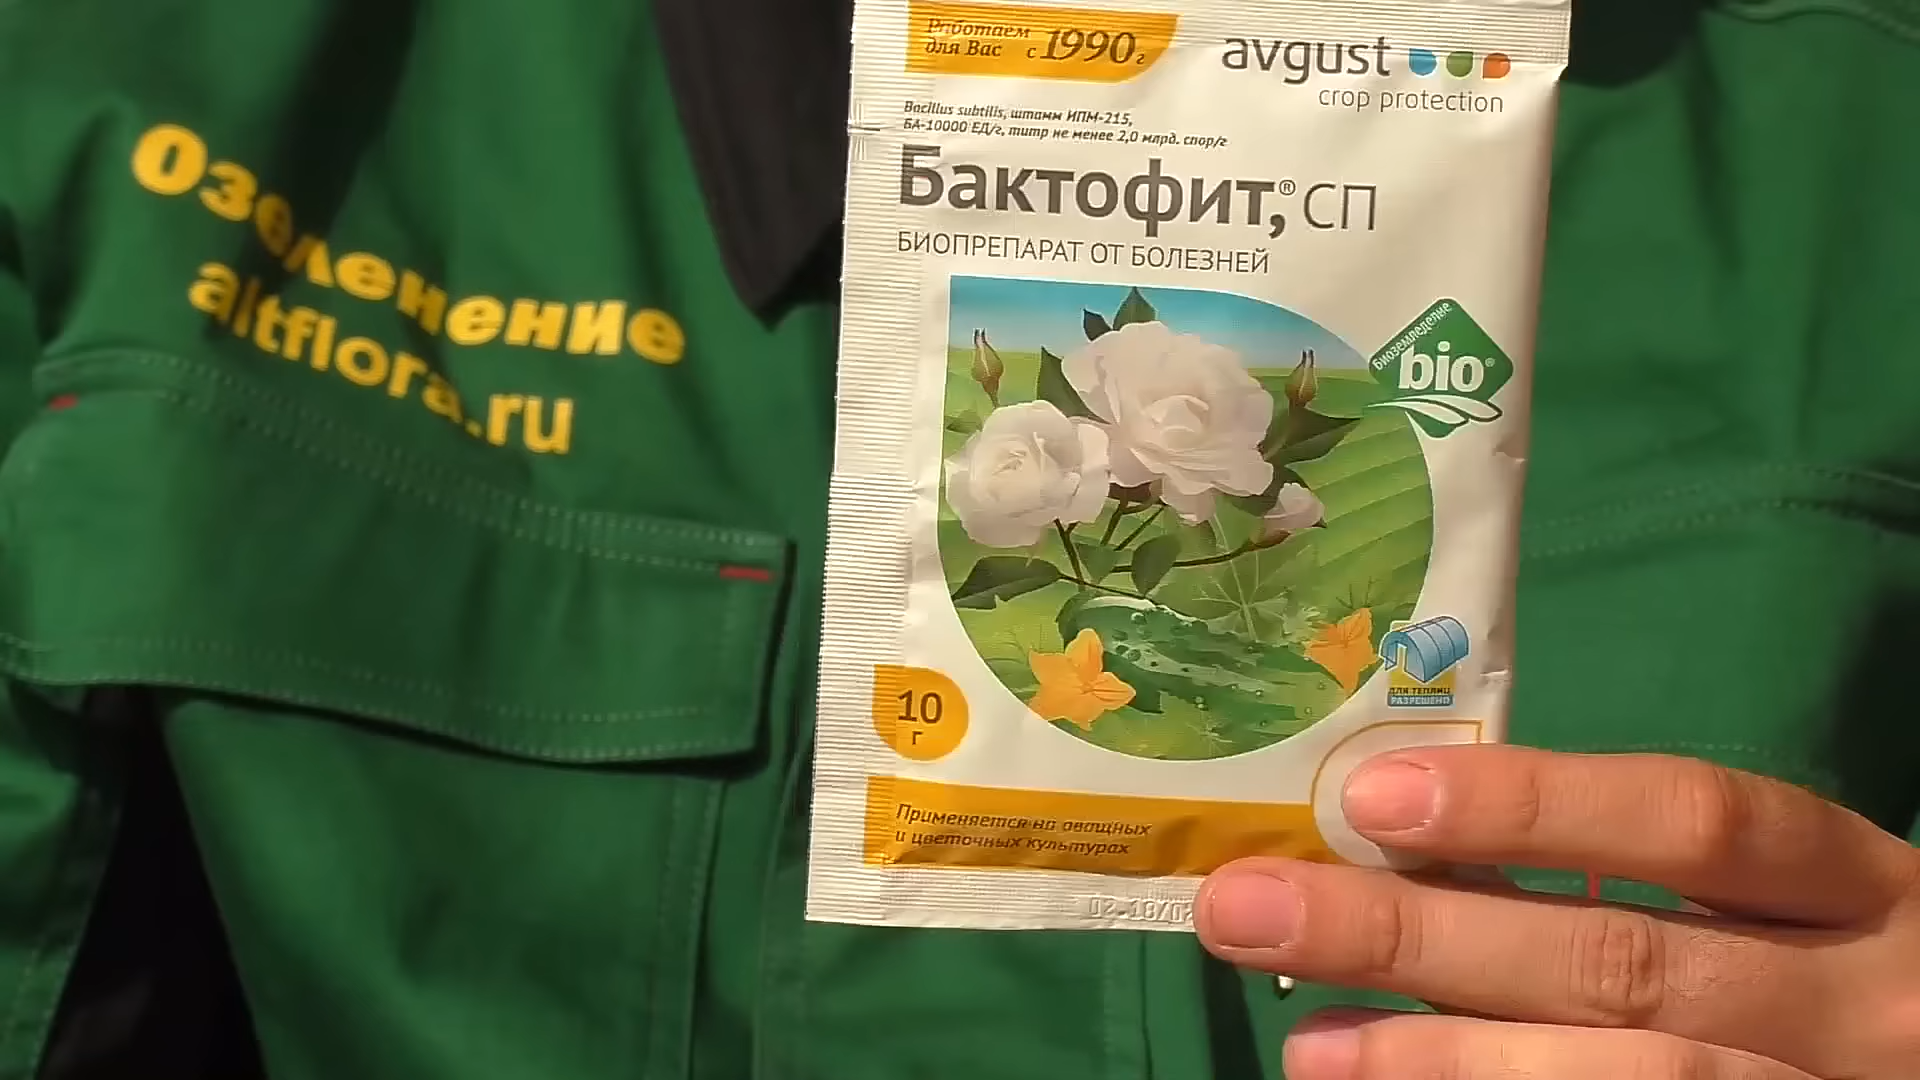 Озеленение
altflora.ru
Работаем
для Вас с 1990 г
avgust
crop protection
Bacillus subtilis, штамм ИПМ-215,
БА-10000 ЕД/г, титр не менее 2,0 млрд. спор/г
Бактофит,® СП
БИОПРЕПАРАТ ОТ БОЛЕЗНЕЙ
Биоземледелие
bio®
ДЛЯ ТЕПЛИЦ
РАЗРЕШЕНО
10
г
Применяется на овощных
и цветочных культурах